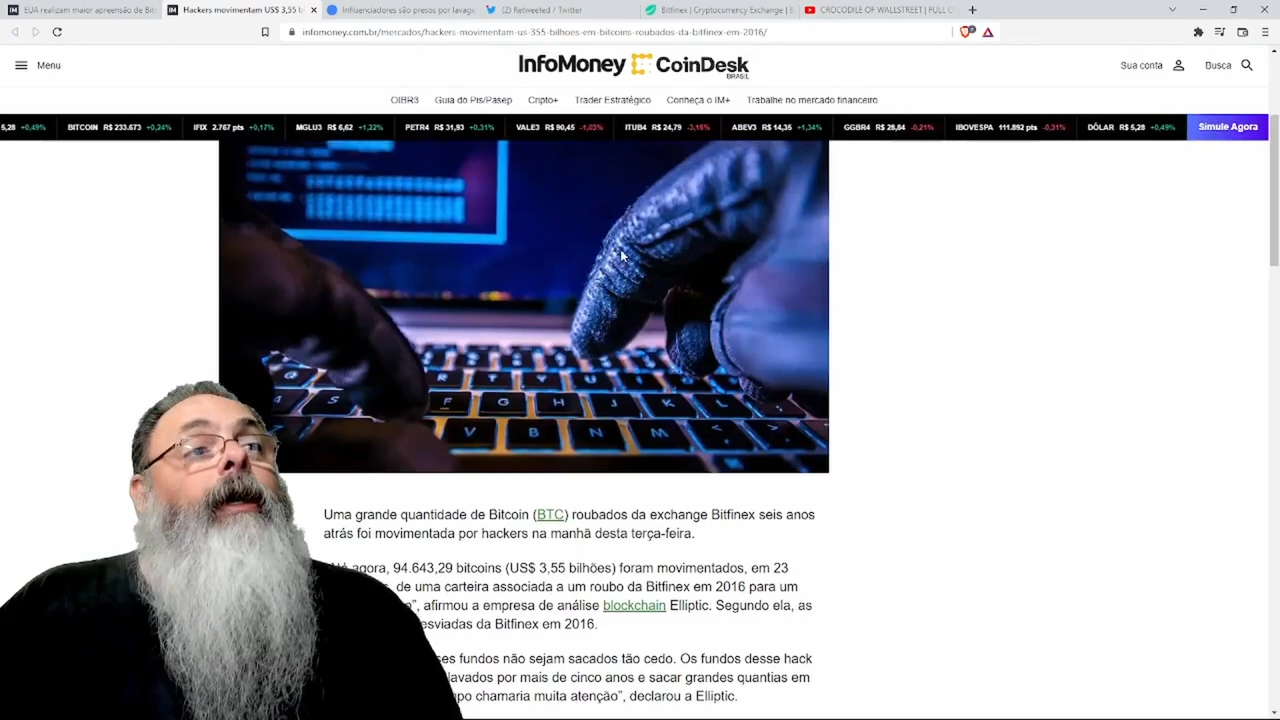 EUA realizam maior apreensão de Bit
Hackers movimentam US$ 3,55 bi
Influenciadores são presos por lavage
(2) Retweeted / Twitter
Bitfinex | Cryptocurrency Exchange | B
CROCODILE OF WALLSTREET | FULL
infomoney.com.br/mercados/hackers-movimentam-us-355-bilhoes-em-bitcoins-roubados-da-bitfinex-em-2016/
Menu
InfoMoney CoinDesk
BRASIL
Sua conta
Busca
OIBR3 Guia do Pis/Pasep Cripto+ Trader Estratégico Conheça o IM+ Trabalhe no mercado financeiro
5,28 +0,49% BITCOIN R$ 233.673 +0,24% IFIX 2.767 pts +0,17% MGLU3 R$ 6,62 +1,22% PETR4 R$ 31,93 +0,31% VALE3 R$ 90,45 -1,03% ITUB4 R$ 24,79 -3,16% ABEV3 R$ 14,35 +1,34% GGBR4 R$ 28,84 -0,21% IBOVESPA 111.892 pts -0,31% DÓLAR R$ 5,28 +0,49% Simule Agora
Q R T Y U I
A S F G H J K L
V B N M
Uma grande quantidade de Bitcoin (BTC) roubados da exchange Bitfinex seis anos
atrás foi movimentada por hackers na manhã desta terça-feira.
agora, 94.643,29 bitcoins (US$ 3,55 bilhões) foram movimentados, em 23
, de uma carteira associada a um roubo da Bitfinex em 2016 para um
”, afirmou a empresa de análise blockchain Elliptic. Segundo ela, as
esviadas da Bitfinex em 2016.
ses fundos não sejam sacados tão cedo. Os fundos desse hack
lavados por mais de cinco anos e sacar grandes quantias em
po chamaria muita atenção”, declarou a Elliptic.